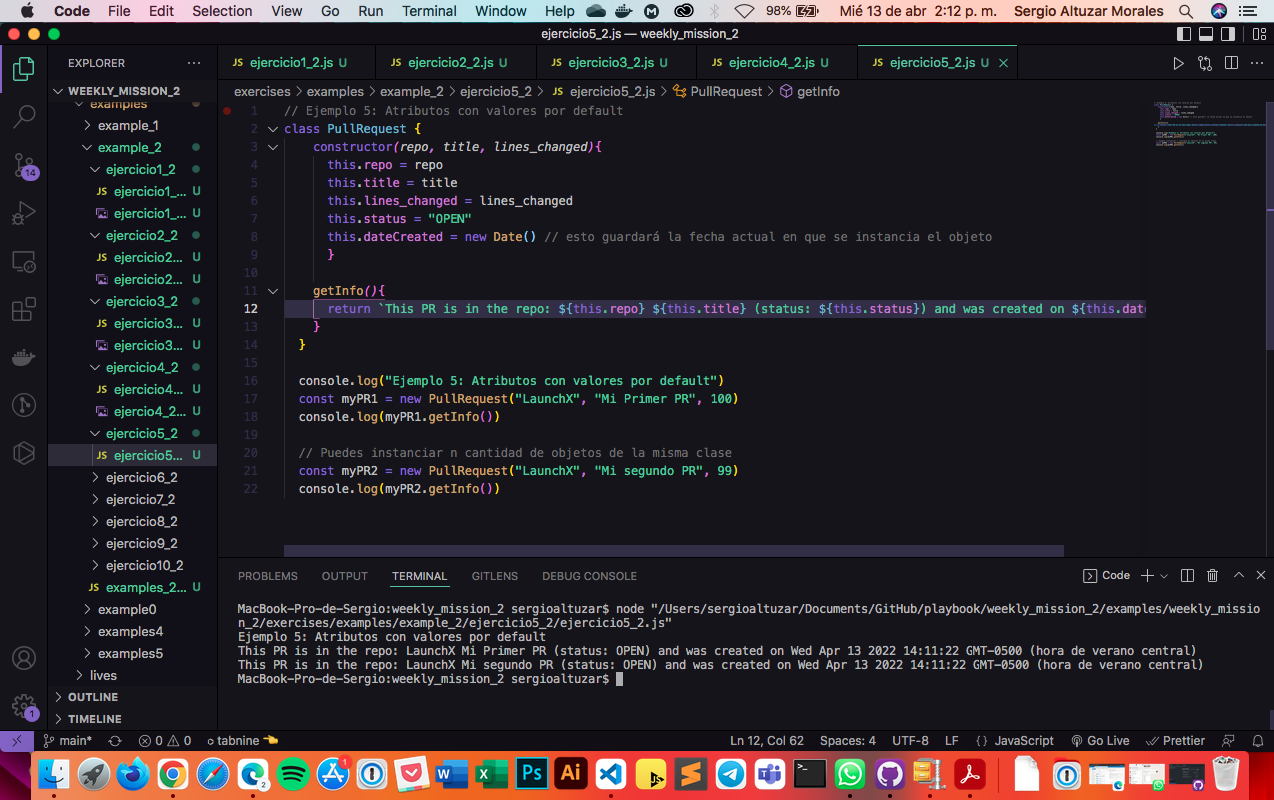 Code File Edit Selection View Go Run Terminal Window Help 98% Mié 13 de abr 2:12 p. m. Sergio Altuzar Morales
ejercicio5_2.js — weekly_mission_2
EXPLORER ...
JS ejercicio1_2.js U JS ejercicio2_2.js U JS ejercicio3_2.js U JS ejercicio4_2.js U JS ejercicio5_2.js U
exercises > examples > example_2 > ejercicio5_2 > JS ejercicio5_2.js > PullRequest > getInfo
WEEKLY_MISSION_2
examples
example_1
example_2
ejercicio1_2
JS ejercicio1_... U
ejercicio1_... U
ejercicio2_2
JS ejercicio2... U
ejercicio2... U
ejercicio3_2
JS ejercicio3... U
ejercicio3... U
ejercicio4_2
JS ejercicio4... U
ejercio4_2... U
ejercicio5_2
JS ejercicio5... U
ejercicio6_2
ejercicio7_2
ejercicio8_2
ejercicio9_2
ejercicio10_2
JS examples_2... U
example0
examples4
examples5
lives
OUTLINE
TIMELINE
14
1
1 // Ejemplo 5: Atributos con valores por default
2 class PullRequest {
3 constructor(repo, title, lines_changed){
4 this.repo = repo
5 this.title = title
6 this.lines_changed = lines_changed
7 this.status = "OPEN"
8 this.dateCreated = new Date() // esto guardará la fecha actual en que se instancia el objeto
9 }
10
11 getInfo(){
12 return `This PR is in the repo: ${this.repo} ${this.title} (status: ${this.status}) and was created on ${this.date
13 }
14 }
15
16 console.log("Ejemplo 5: Atributos con valores por default")
17 const myPR1 = new PullRequest("LaunchX", "Mi Primer PR", 100)
18 console.log(myPR1.getInfo())
19
20 // Puedes instanciar n cantidad de objetos de la misma clase
21 const myPR2 = new PullRequest("LaunchX", "Mi segundo PR", 99)
22 console.log(myPR2.getInfo())
PROBLEMS OUTPUT TERMINAL GITLENS DEBUG CONSOLE Code
MacBook-Pro-de-Sergio:weekly_mission_2 sergioaltuzar$ node "/Users/sergioaltuzar/Documents/GitHub/playbook/weekly_mission_2/examples/weekly_missio
n_2/exercises/examples/example_2/ejercicio5_2/ejercicio5_2.js"
Ejemplo 5: Atributos con valores por default
This PR is in the repo: LaunchX Mi Primer PR (status: OPEN) and was created on Wed Apr 13 2022 14:11:22 GMT-0500 (hora de verano central)
This PR is in the repo: LaunchX Mi segundo PR (status: OPEN) and was created on Wed Apr 13 2022 14:11:22 GMT-0500 (hora de verano central)
MacBook-Pro-de-Sergio:weekly_mission_2 sergioaltuzar$
main* 0 0 tabnine Ln 12, Col 62 Spaces: 4 UTF-8 LF {} JavaScript Go Live Prettier
2 1 W X Ps Ai